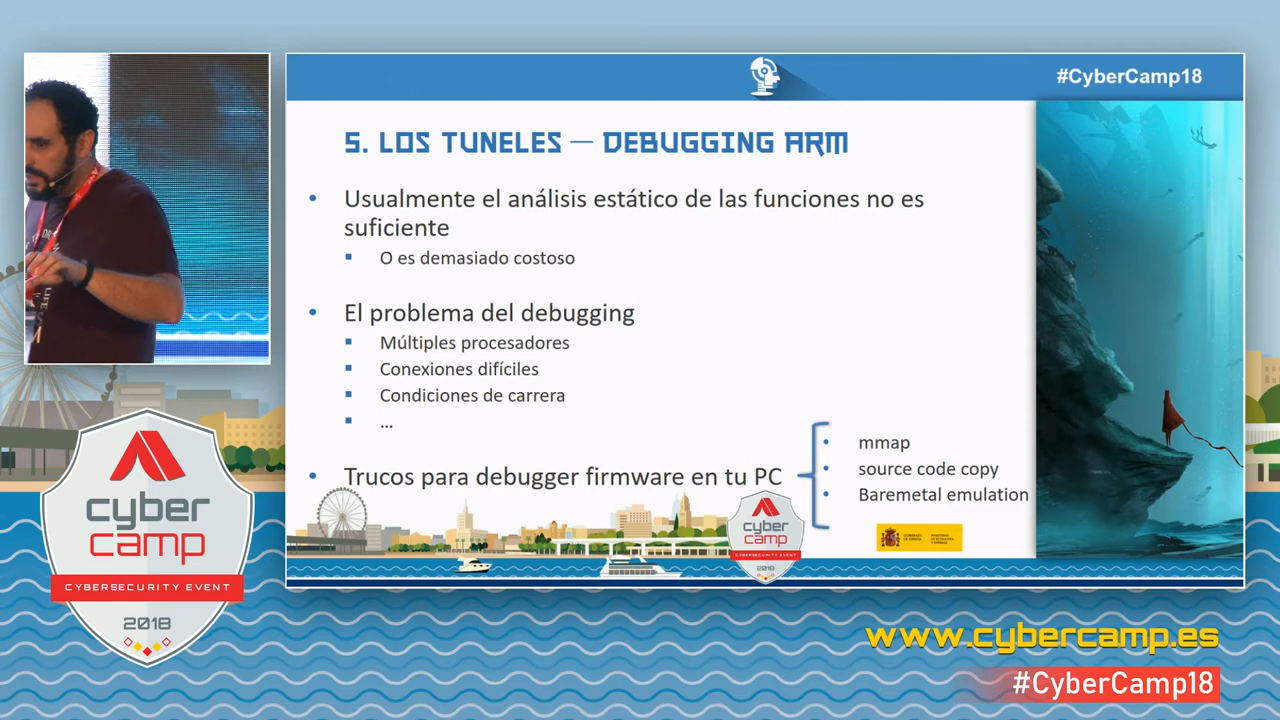 #CyberCamp18
5. LOS TUNELES — DEBUGGING ARM
• Usualmente el análisis estático de las funciones no es
suficiente
▪ O es demasiado costoso
• El problema del debugging
▪ Múltiples procesadores
▪ Conexiones difíciles
▪ Condiciones de carrera
▪ ...
• Trucos para debugger firmware en tu PC
• mmap
• source code copy
• Baremetal emulation
cyber
camp
CYBERSECURITY EVENT
2018
GOBIERNO
DE ESPAÑA
cyber
camp
CYBERSECURITY EVENT
2018
www.cybercamp.es
#CyberCamp18